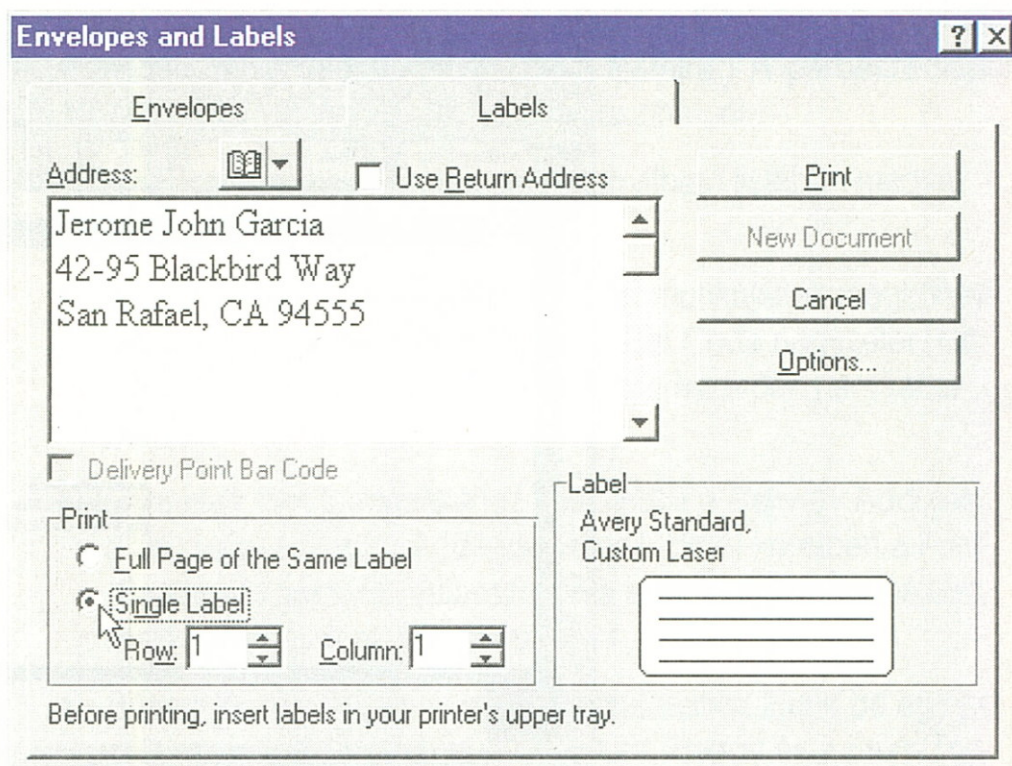 Envelopes and Labels
Envelopes Labels
Address: Use Return Address
Jerome John Garcia
42-95 Blackbird Way
San Rafael, CA 94555
Print
New Document
Cancel
Options...
Delivery Point Bar Code
Print
Full Page of the Same Label
Single Label
Row: 1 Column: 1
Label
Avery Standard,
Custom Laser
Before printing, insert labels in your printer's upper tray.